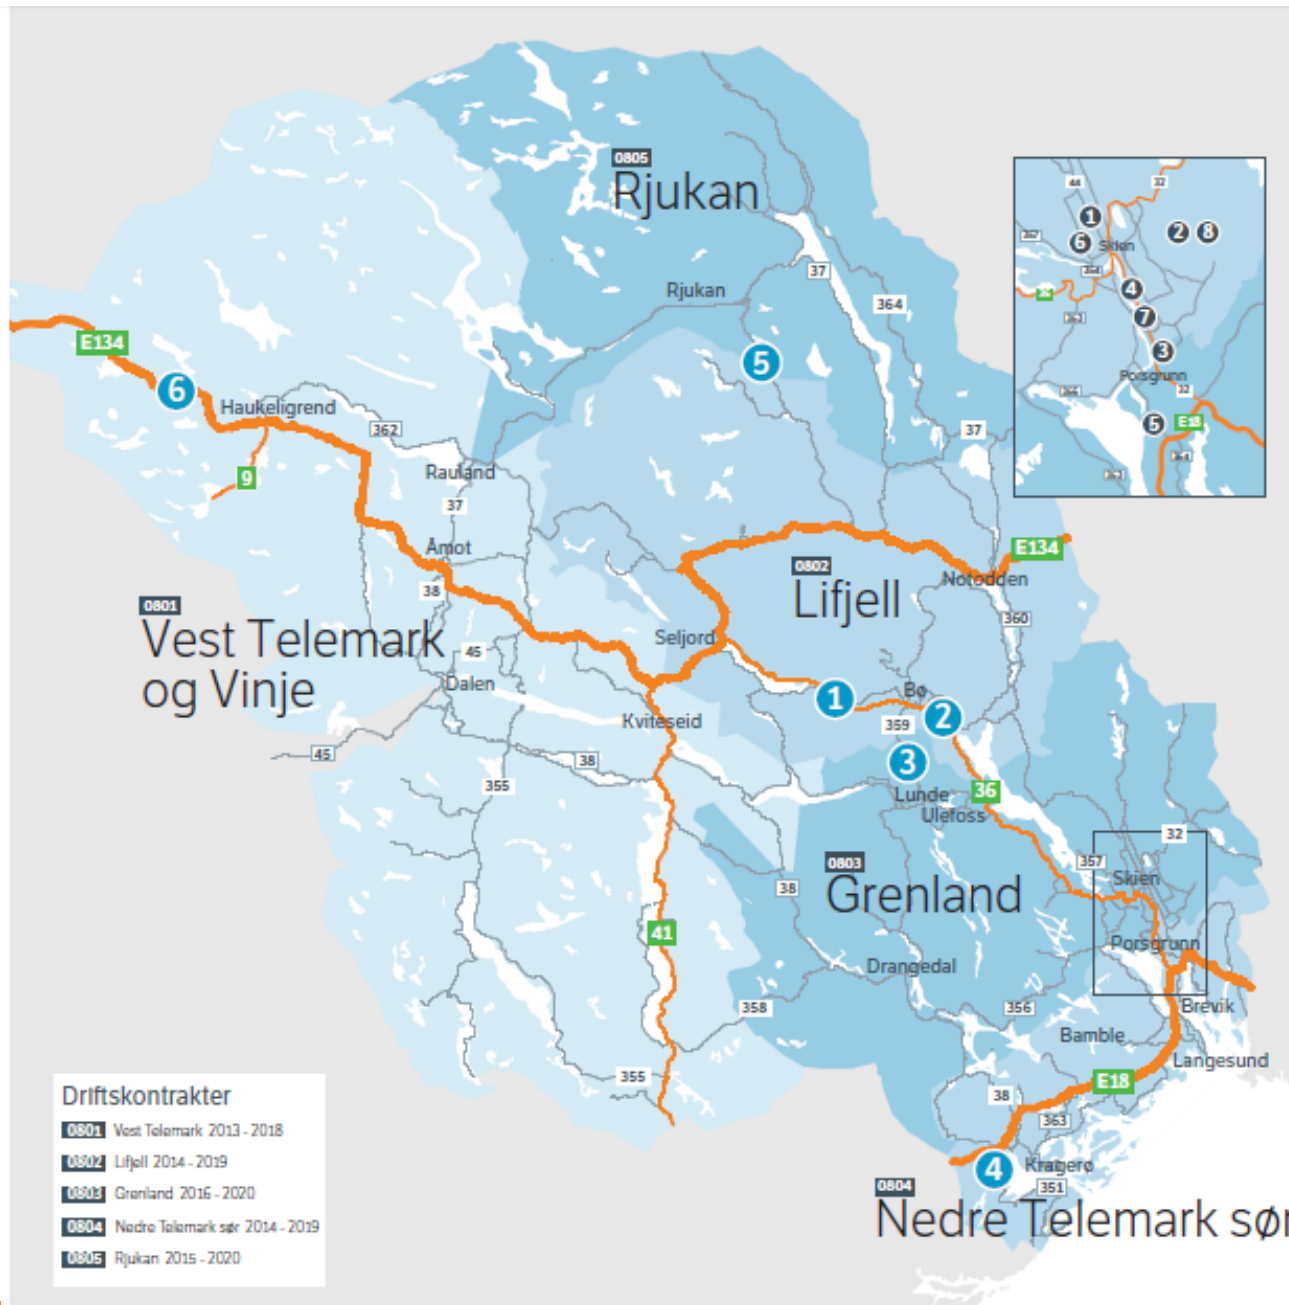 0805
Rjukan
44
32
1
2
8
6
Skien
357
354
36
4
7
3
Porsgrunn
32
5
E18
37
Rjukan
364
5
E134
6
Haukeligrend
362
37
9
Rauland
37
E134
Åmot
0802
Lifjell
Notodden
38
0801
Vest Telemark
og Vinje
360
Seljord
45
Dalen
Bø
1
2
Kviteseid
359
45
38
3
355
Lunde
36
Ulefoss
32
0803
Grenland
357
Skien
38
41
Porsgrunn
Drangedal
358
356
Brevik
Bamble
Langesund
355
E18
38
363
4
Kragerø
351
0804
Nedre Telemark sør
Driftskontrakter
0801 Vest Telemark 2013 - 2018
0802 Lifjell 2014 - 2019
0803 Grenland 2016 - 2020
0804 Nedre Telemark sør 2014 - 2019
0805 Rjukan 2015 - 2020